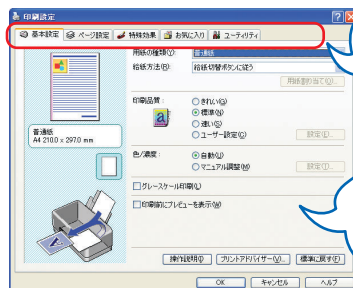 印刷設定
基本設定 ページ設定 特殊効果 お気に入り ユーティリティ
用紙の種類(Y): 普通紙
給紙方法(R): 給紙切替ボタンに従う
用紙割り当て(O)...
印刷品質: きれい(G)
標準(N)
速い(S)
ユーザー設定(C) 設定(E)...
普通紙
A4 210.0 x 297.0 mm
色/濃度: 自動(U)
マニュアル調整(M) 設定(T)...
グレースケール印刷(L)
印刷前にプレビューを表示(W)
操作説明(I) プリントアドバイザー(V)... 標準に戻す(F)
OK キャンセル ヘルプ